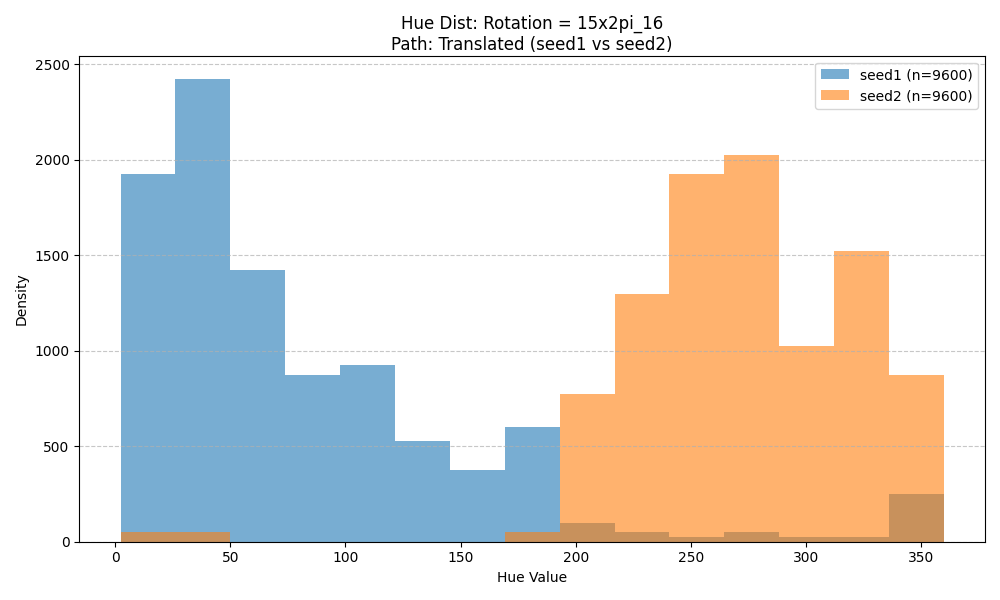 Hue Dist: Rotation = 15x2pi_16
Path: Translated (seed1 vs seed2)
seed1 (n=9600)
seed2 (n=9600)
Density
2500
2000
1500
1000
500
0
0 50 100 150 200 250 300 350
Hue Value